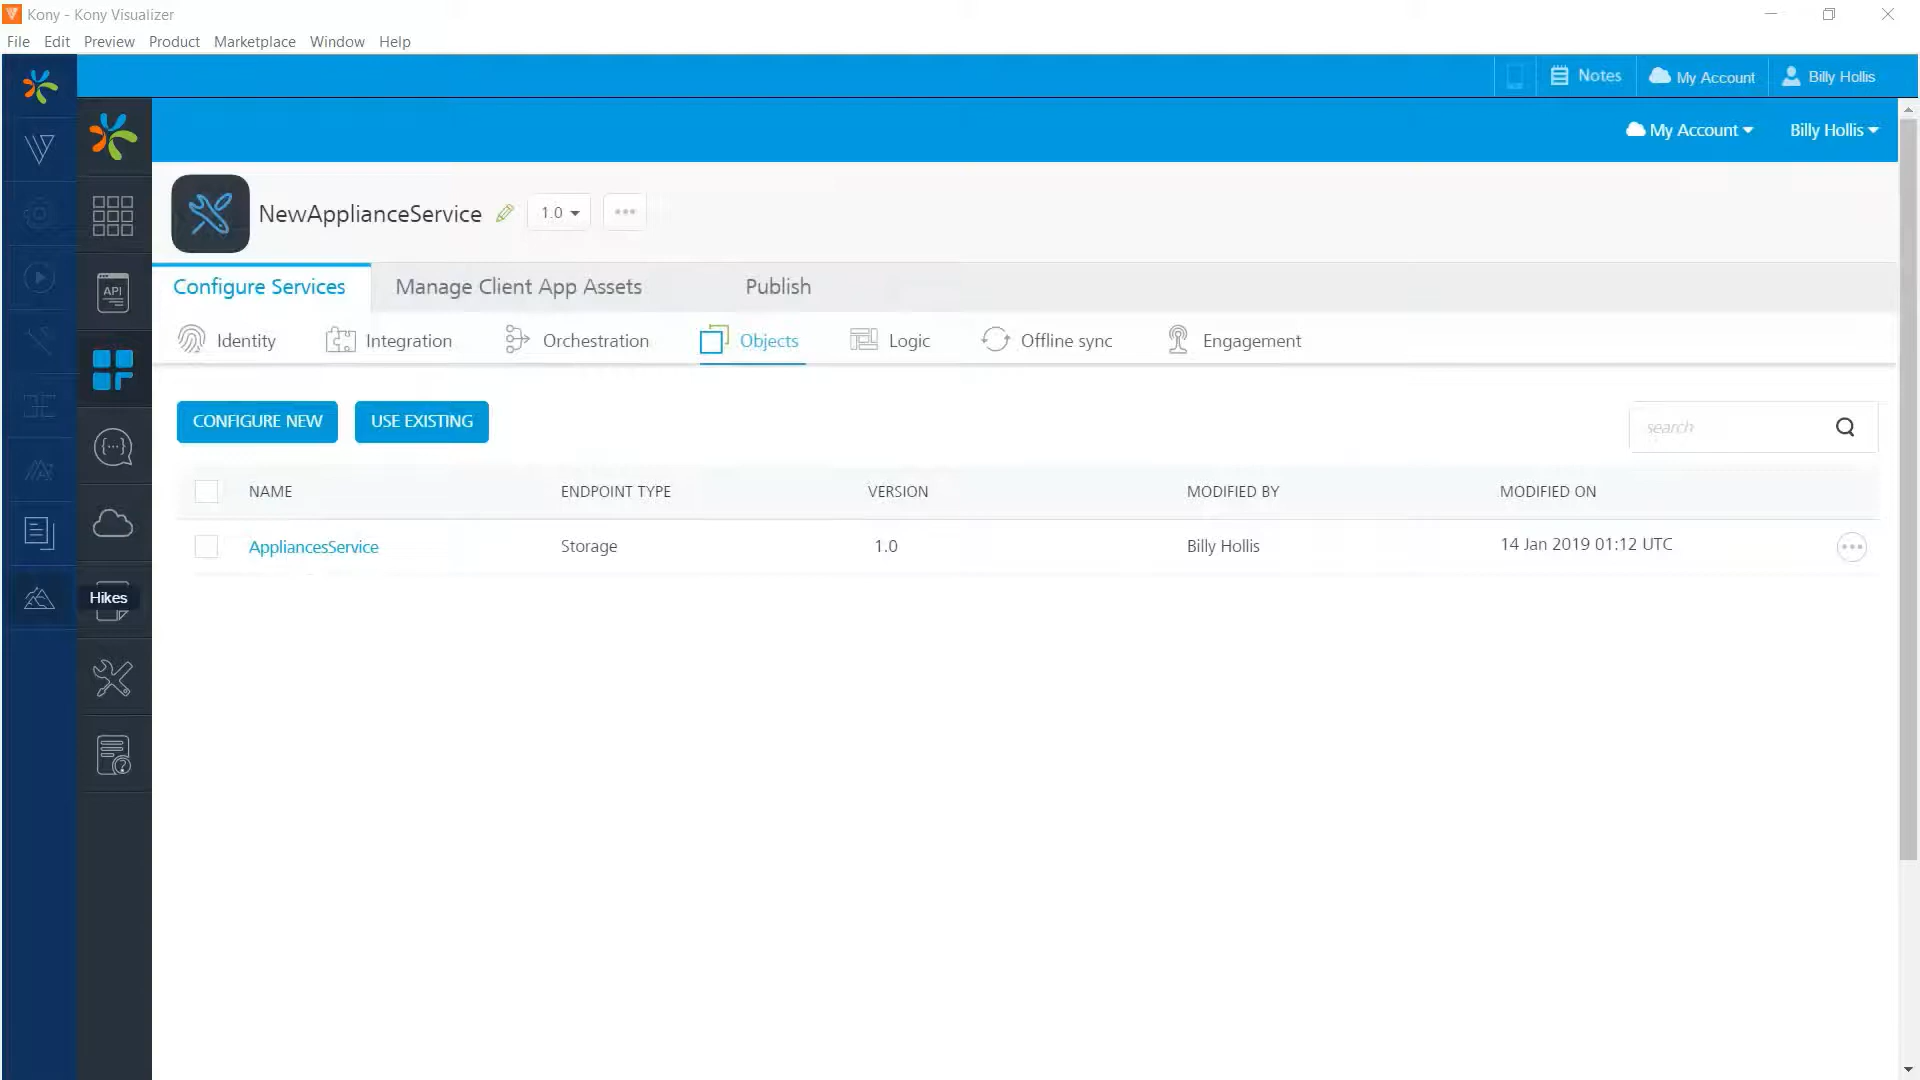 Kony - Kony Visualizer
File Edit Preview Product Marketplace Window Help
Notes My Account Billy Hollis
My Account Billy Hollis
NewApplianceService 1.0
Configure Services Manage Client App Assets Publish
API
Identity Integration Orchestration Objects Logic Offline sync Engagement
CONFIGURE NEW USE EXISTING search
NAME ENDPOINT TYPE VERSION MODIFIED BY MODIFIED ON
AppliancesService Storage 1.0 Billy Hollis 14 Jan 2019 01:12 UTC
Hikes